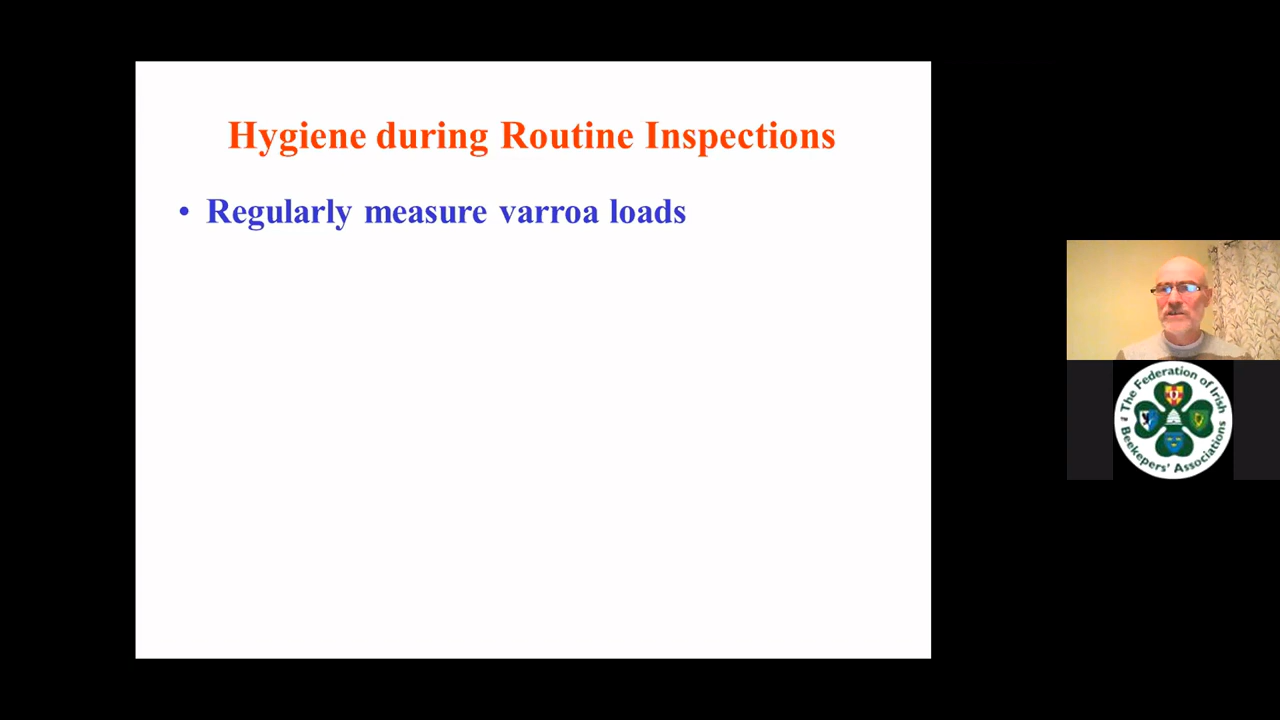 Hygiene during Routine Inspections
• Regularly measure varroa loads
The Federation of Irish
Beekepers' Associations